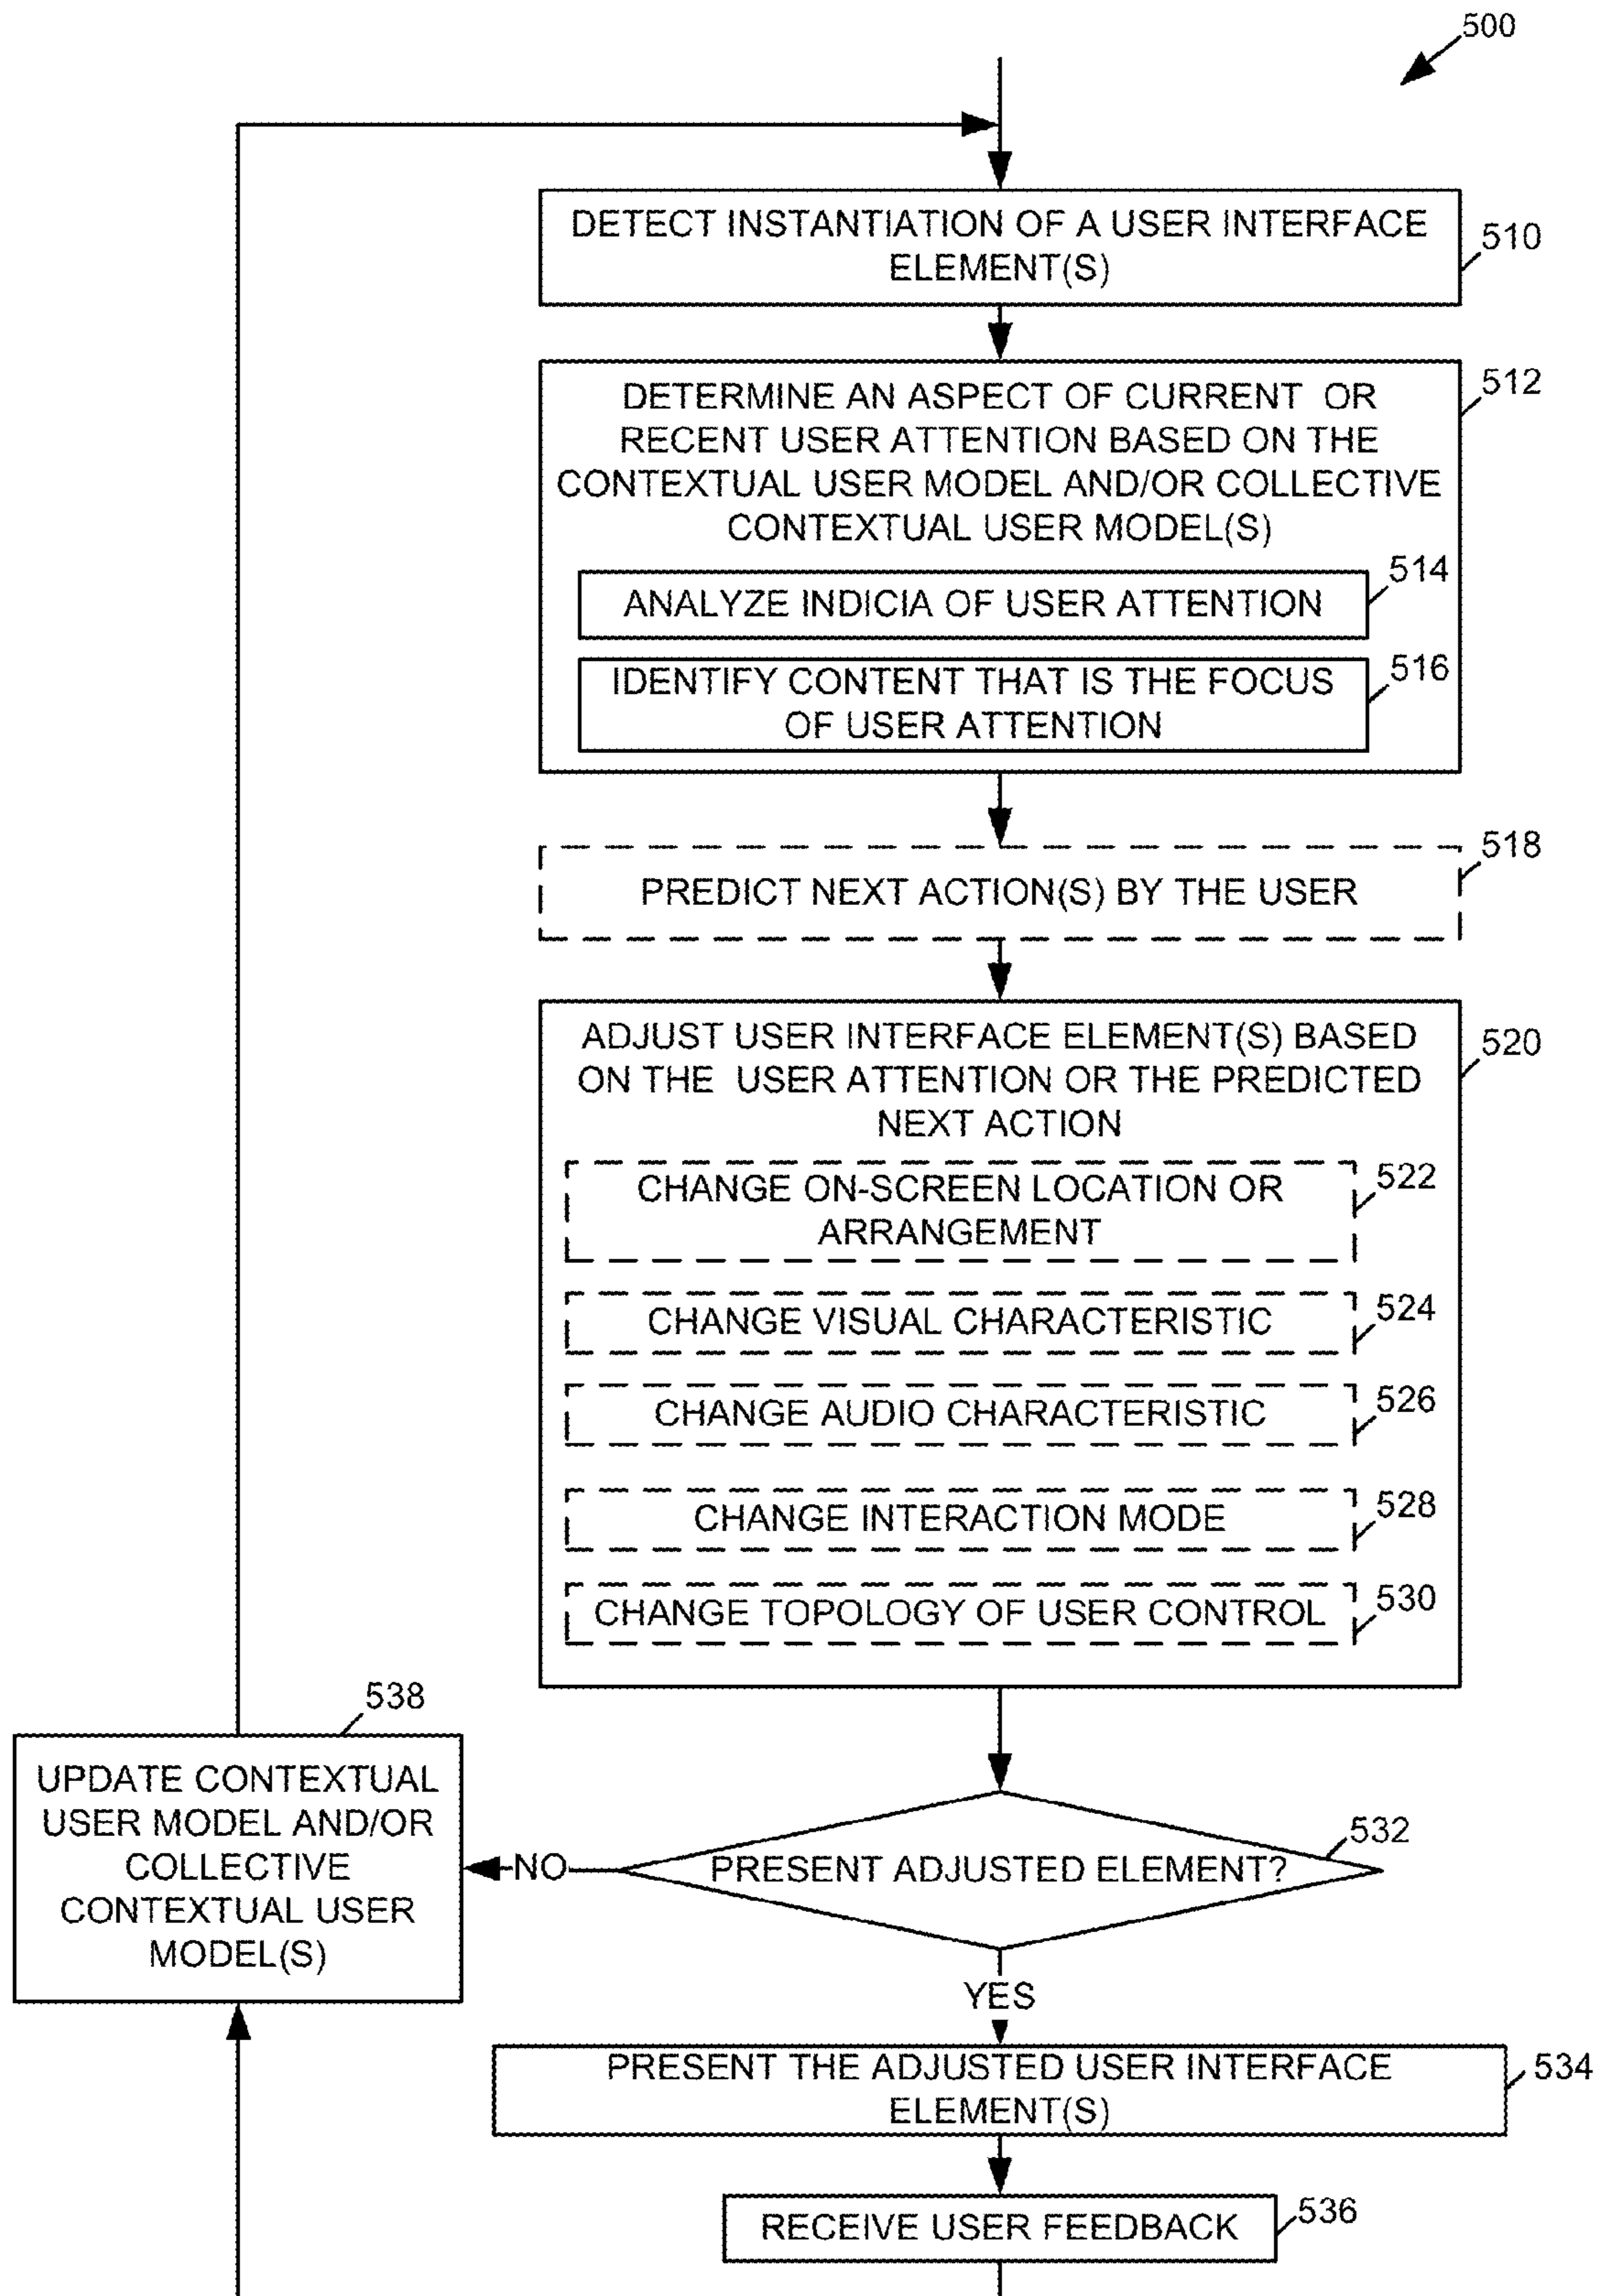 500
DETECT INSTANTIATION OF A USER INTERFACE
ELEMENT(S)
510
DETERMINE AN ASPECT OF CURRENT OR
RECENT USER ATTENTION BASED ON THE
CONTEXTUAL USER MODEL AND/OR COLLECTIVE
CONTEXTUAL USER MODEL(S)
512
ANALYZE INDICIA OF USER ATTENTION
514
IDENTIFY CONTENT THAT IS THE FOCUS
OF USER ATTENTION
516
PREDICT NEXT ACTION(S) BY THE USER
518
ADJUST USER INTERFACE ELEMENT(S) BASED
ON THE USER ATTENTION OR THE PREDICTED
NEXT ACTION
520
CHANGE ON-SCREEN LOCATION OR
ARRANGEMENT
522
CHANGE VISUAL CHARACTERISTIC
524
CHANGE AUDIO CHARACTERISTIC
526
CHANGE INTERACTION MODE
528
CHANGE TOPOLOGY OF USER CONTROL
530
538
UPDATE CONTEXTUAL
USER MODEL AND/OR
COLLECTIVE
CONTEXTUAL USER
MODEL(S)
NO
PRESENT ADJUSTED ELEMENT?
532
YES
PRESENT THE ADJUSTED USER INTERFACE
ELEMENT(S)
534
RECEIVE USER FEEDBACK
536